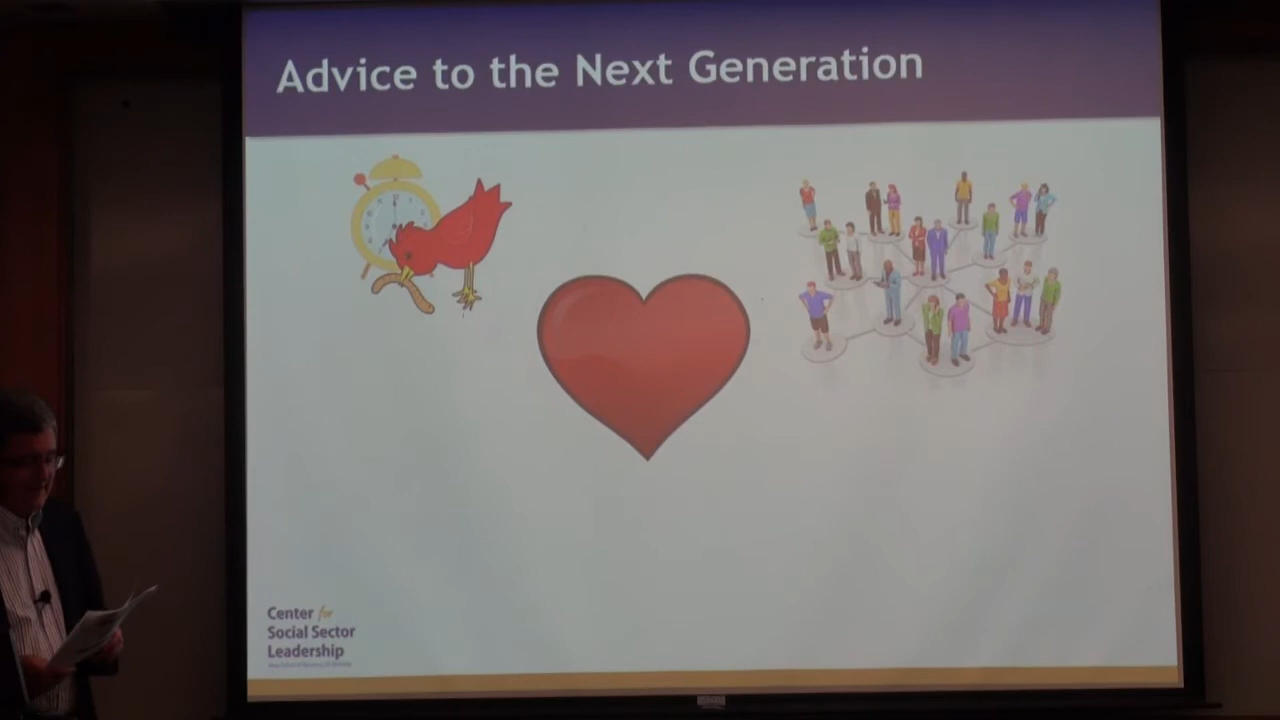 Advice to the Next Generation
Center for
Social Sector
Leadership